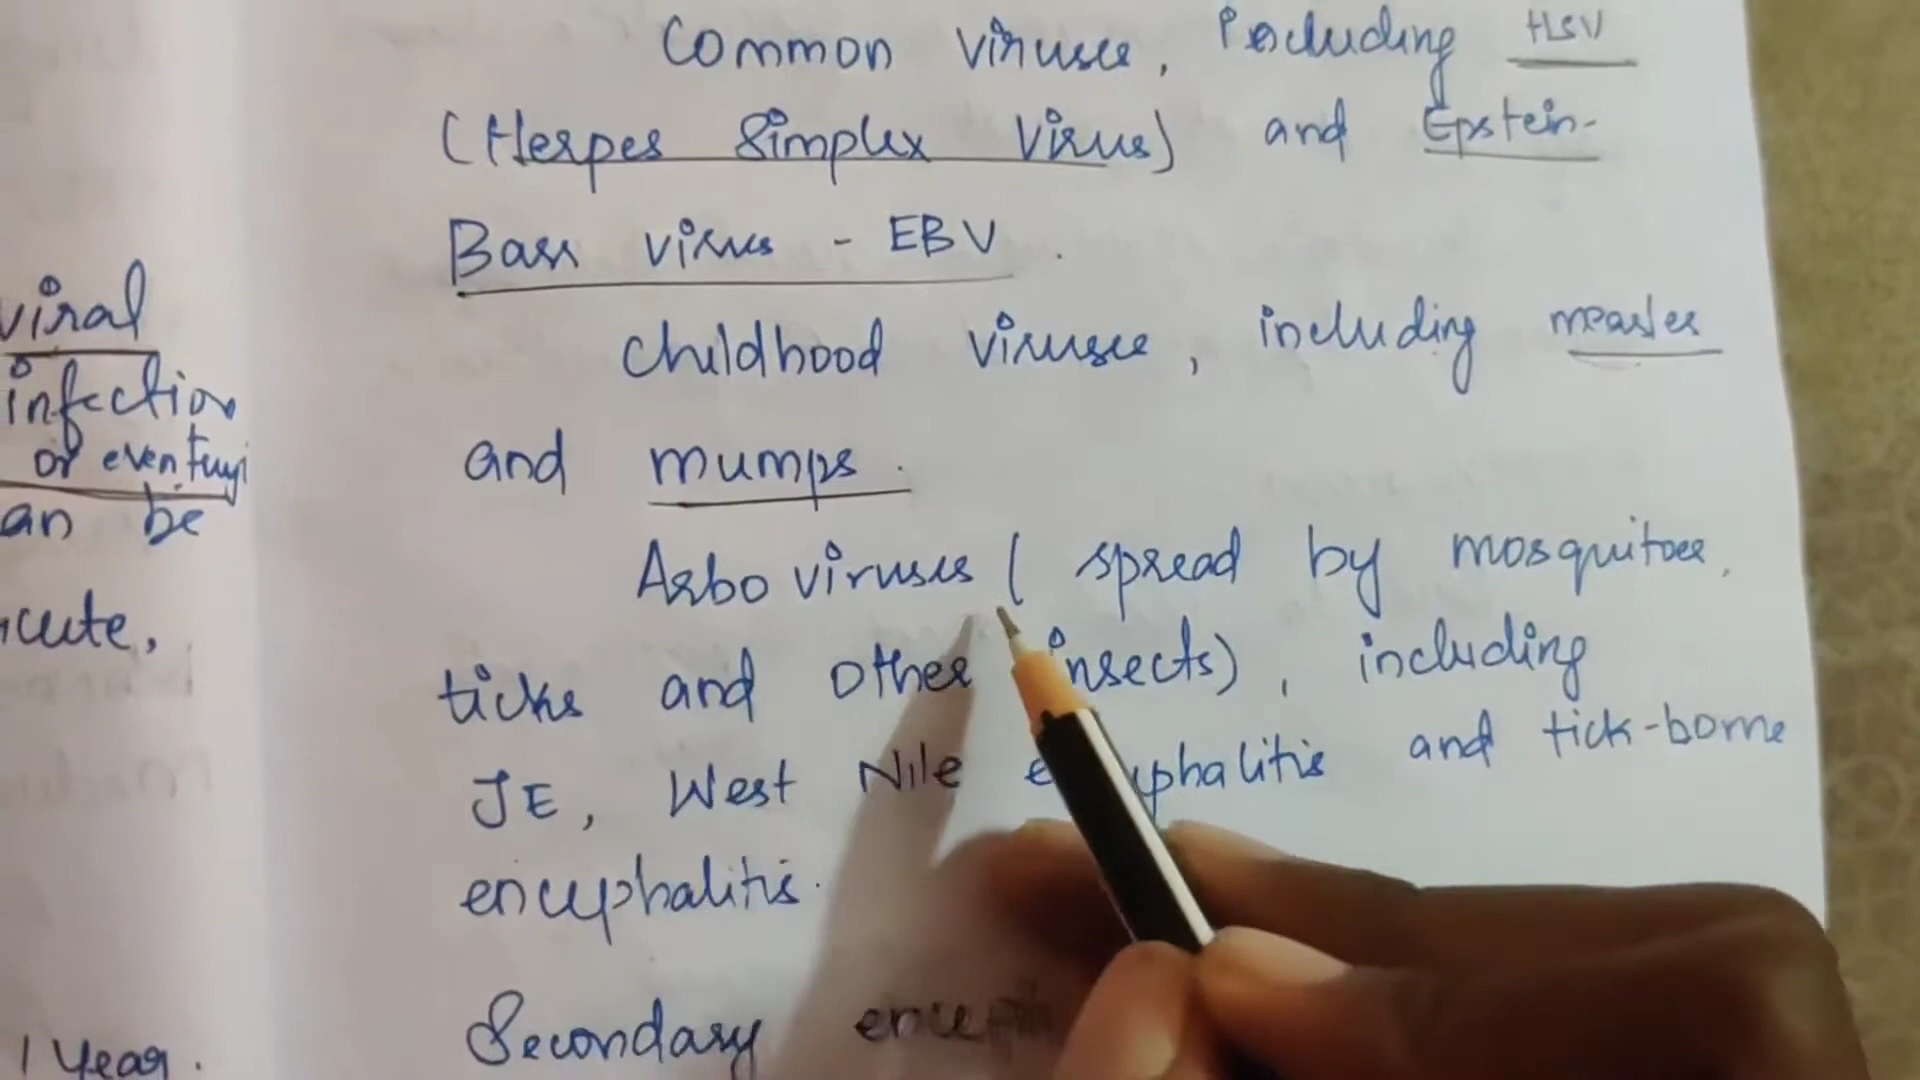 viral
infection
or even fungi
an be
cute,
1 Year.
Common viruses, including HSV
(Herpes Simplex Virus) and Epstein-
Barr virus - EBV.
Childhood viruses, including measles
and mumps.
Arbo viruses ( spread by mosquitoes,
ticks and other insects), including
JE, West Nile encyphalitis and tick-borne
encyphalitis.
Secondary